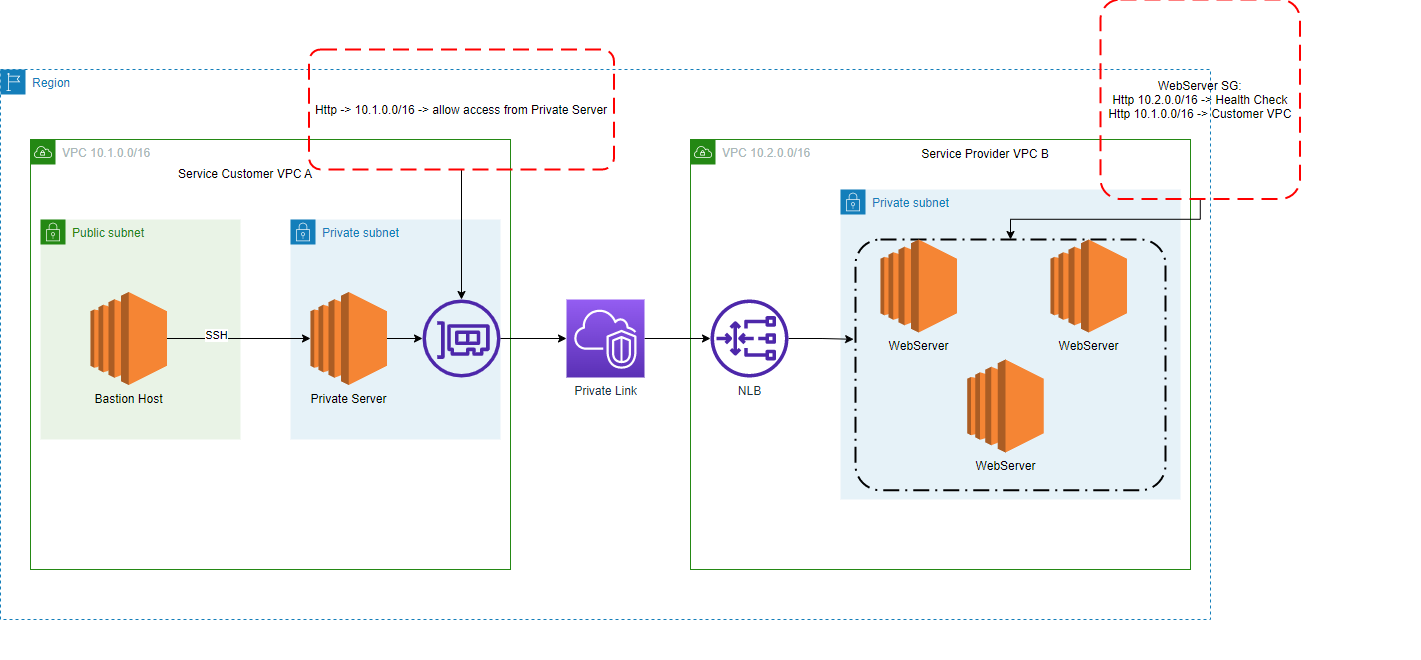 Region
Http -> 10.1.0.0/16 -> allow access from Private Server
WebServer SG:
Http 10.2.0.0/16 -> Health Check
Http 10.1.0.0/16 -> Customer VPC
VPC 10.1.0.0/16
Service Customer VPC A
VPC 10.2.0.0/16
Service Provider VPC B
Public subnet
Private subnet
Private subnet
SSH
Bastion Host
Private Server
Private Link
NLB
WebServer
WebServer
WebServer